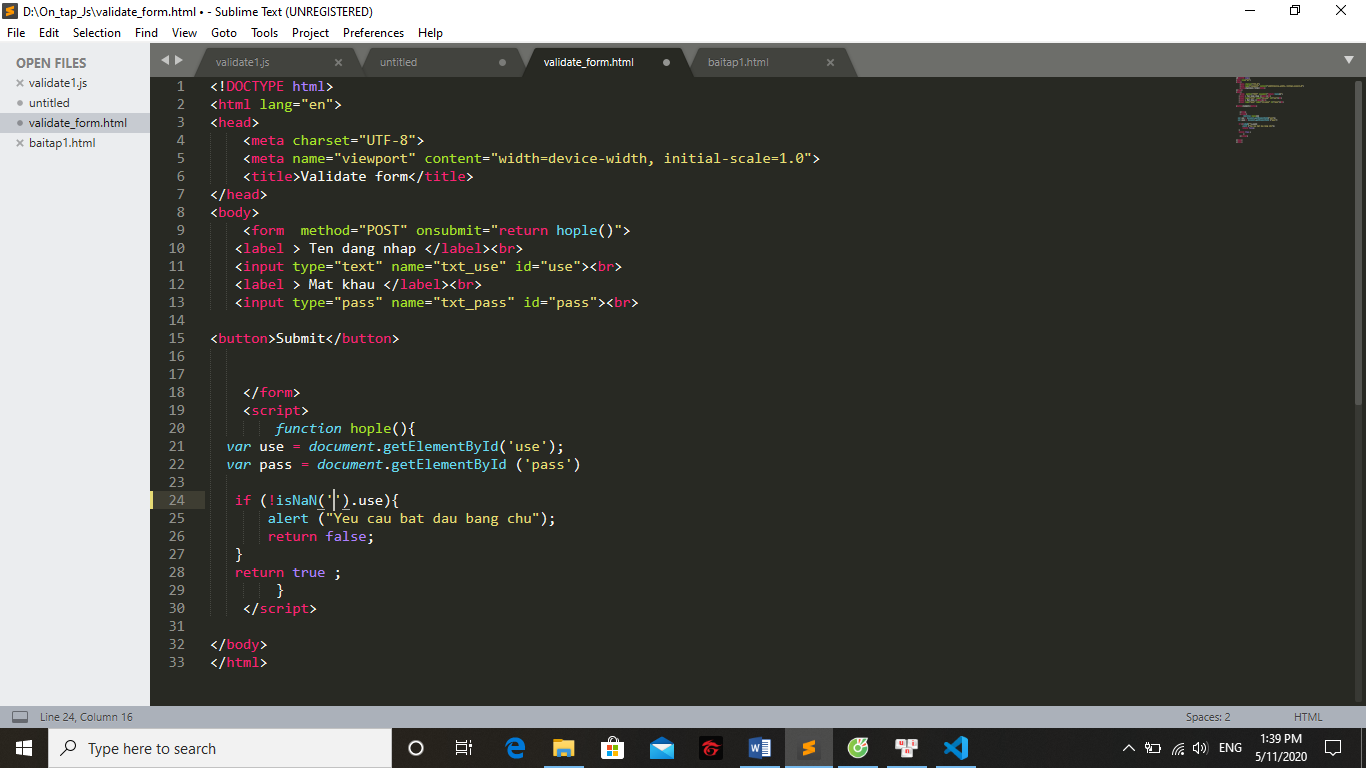 D:\On_tap_Js\validate_form.html • - Sublime Text (UNREGISTERED)
File Edit Selection Find View Goto Tools Project Preferences Help
OPEN FILES
validate1.js
untitled
validate_form.html
baitap1.html
validate1.js untitled validate_form.html baitap1.html
1 <!DOCTYPE html>
2 <html lang="en">
3 <head>
4 <meta charset="UTF-8">
5 <meta name="viewport" content="width=device-width, initial-scale=1.0">
6 <title>Validate form</title>
7 </head>
8 <body>
9 <form  method="POST" onsubmit="return hople()">
10 <label > Ten dang nhap </label><br>
11 <input type="text" name="txt_use" id="use"><br>
12 <label > Mat khau </label><br>
13 <input type="pass" name="txt_pass" id="pass"><br>
14
15 <button>Submit</button>
16
17
18 </form>
19 <script>
20 function hople(){
21 var use = document.getElementById('use');
22 var pass = document.getElementById ('pass')
23
24 if (!isNaN('').use){
25 alert ("Yeu cau bat dau bang chu");
26 return false;
27 }
28 return true ;
29 }
30 </script>
31
32 </body>
33 </html>
Line 24, Column 16 Spaces: 2 HTML
Type here to search
ENG
1:39 PM
5/11/2020